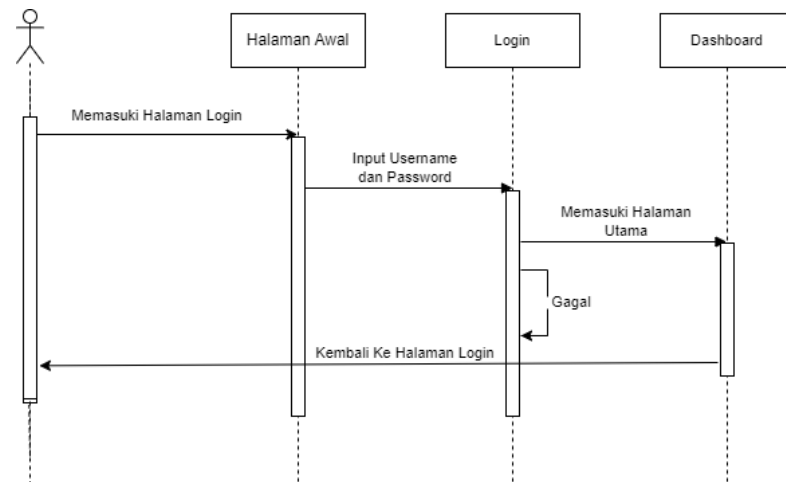 Halaman Awal
Login
Dashboard
Memasuki Halaman Login
Input Username
dan Password
Memasuki Halaman
Utama
Gagal
Kembali Ke Halaman Login